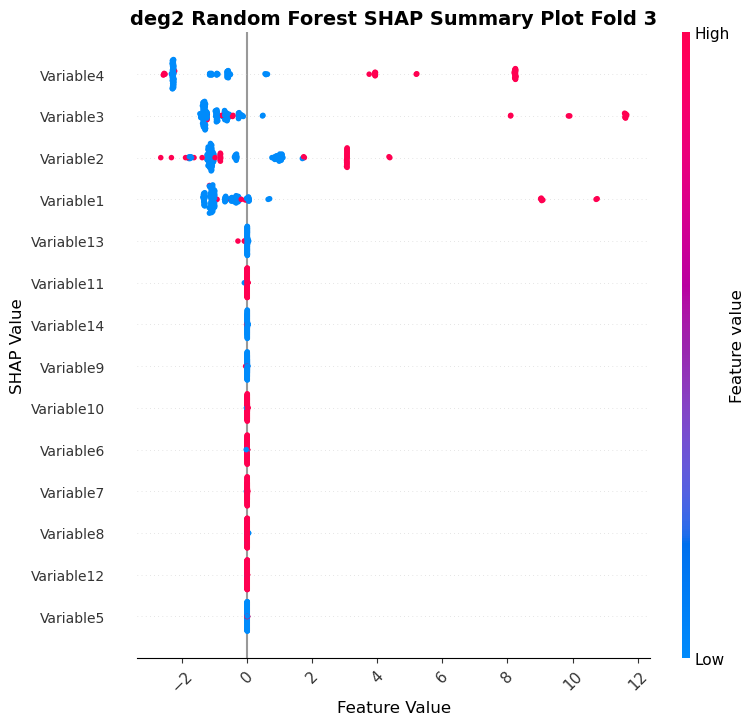 deg2 Random Forest SHAP Summary Plot Fold 3
High
Variable4
Variable3
Variable2
Variable1
Variable13
Variable11
Variable14
Variable9
Variable10
Variable6
Variable7
Variable8
Variable12
Variable5
SHAP Value
Feature value
Low
−2
0
2
4
6
8
10
12
Feature Value